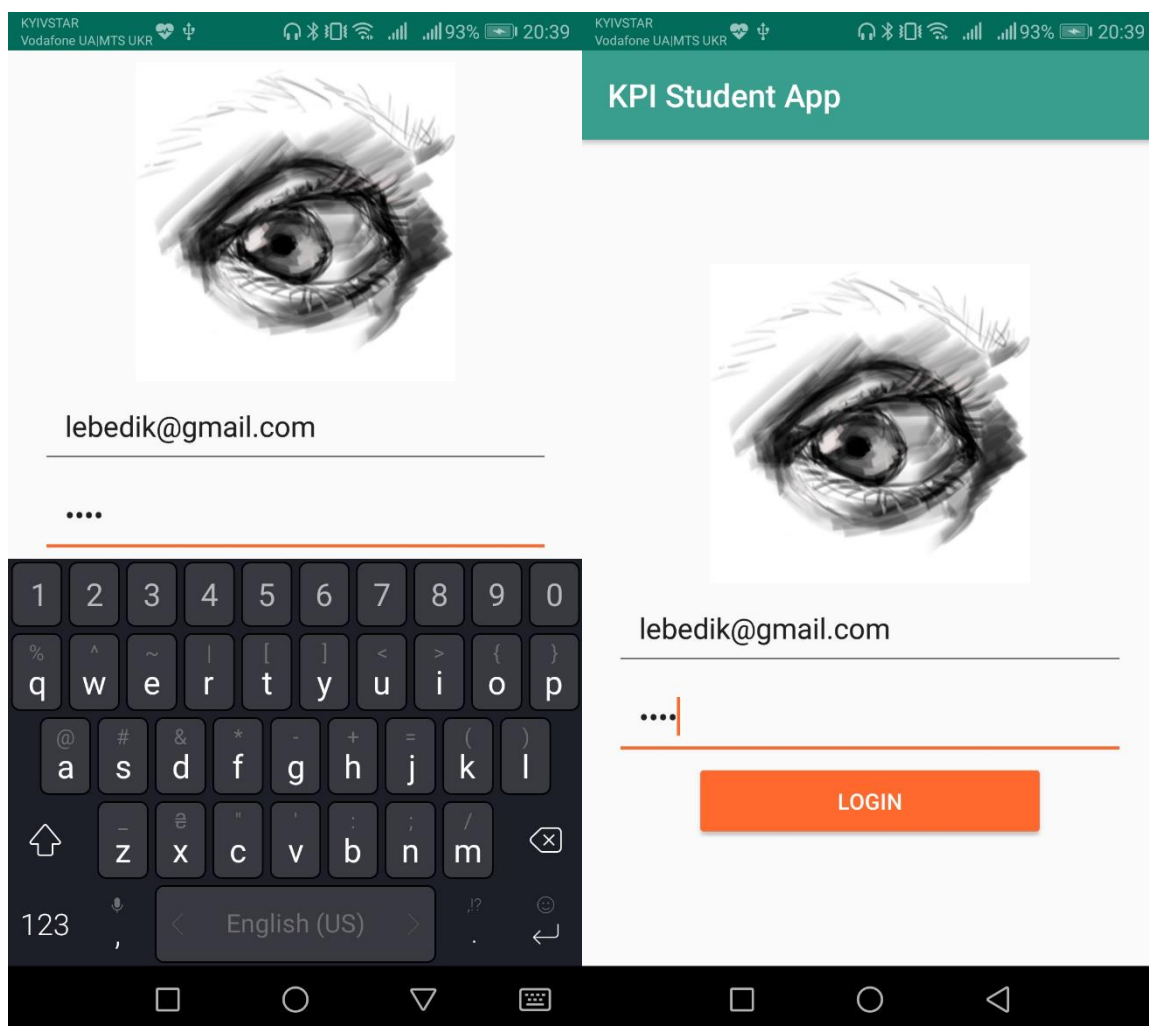 KYIVSTAR
Vodafone UA|MTS UKR 93% 20:39
lebedik@gmail.com
••••
1 2 3 4 5 6 7 8 9 0
% ^ ~ | [ ] < > { }
q w e r t y u i o p
@ # & * - + = ( )
a s d f g h j k l
_ ₴ " ' : ; /
z x c v b n m
,!?
123 , English (US) .
KYIVSTAR
Vodafone UA|MTS UKR 93% 20:39
KPI Student App
lebedik@gmail.com
••••
LOGIN